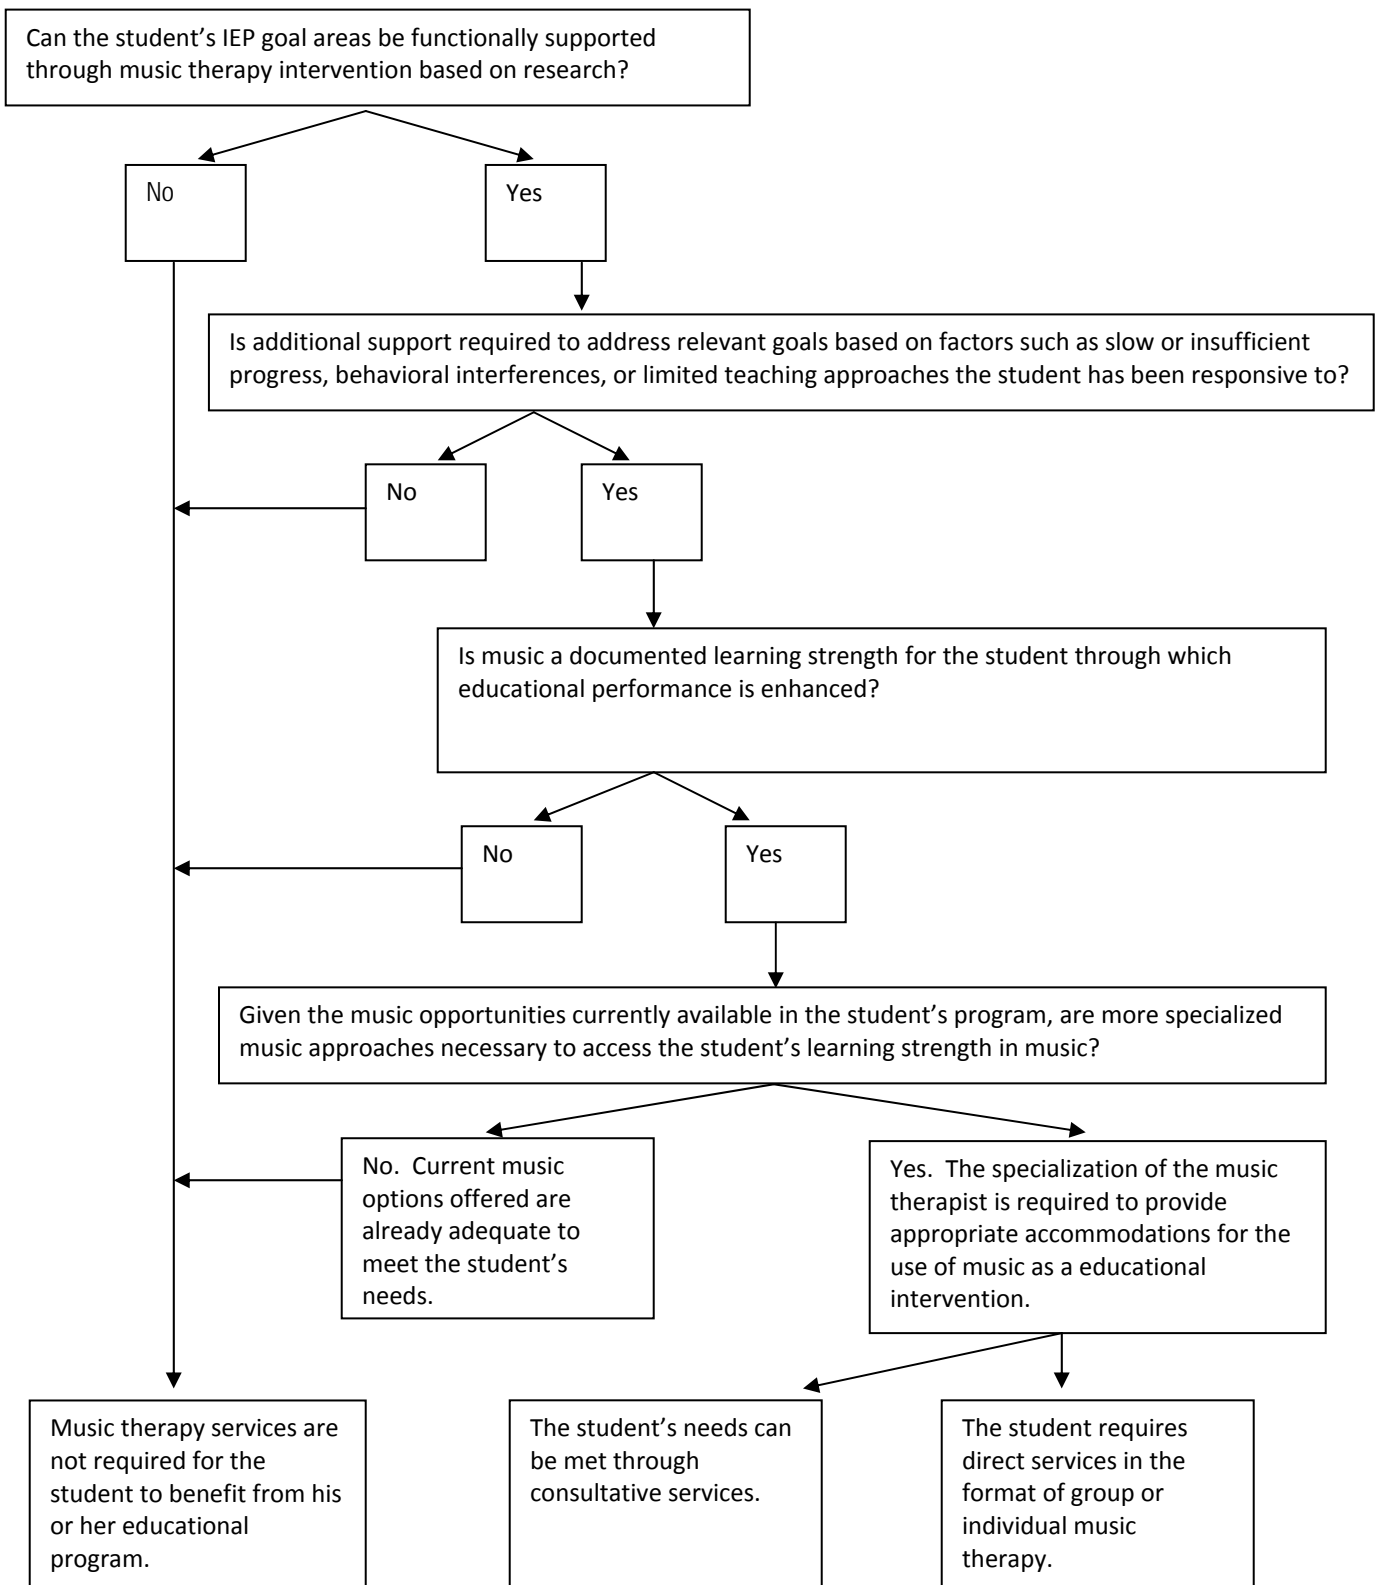 Can the student’s IEP goal areas be functionally supported
through music therapy intervention based on research?
No
Yes
Is additional support required to address relevant goals based on factors such as slow or insufficient
progress, behavioral interferences, or limited teaching approaches the student has been responsive to?
No
Yes
Is music a documented learning strength for the student through which
educational performance is enhanced?
No
Yes
Given the music opportunities currently available in the student’s program, are more specialized
music approaches necessary to access the student’s learning strength in music?
No.  Current music
options offered are
already adequate to
meet the student’s
needs.
Yes.  The specialization of the music
therapist is required to provide
appropriate accommodations for the
use of music as a educational
intervention.
Music therapy services are
not required for the
student to benefit from his
or her educational
program.
The student’s needs can
be met through
consultative services.
The student requires
direct services in the
format of group or
individual music
therapy.